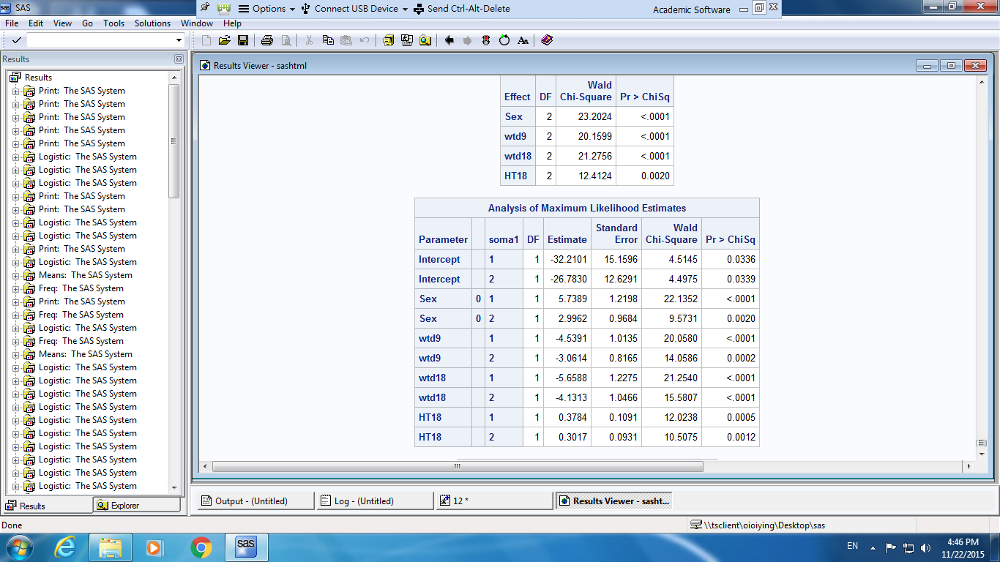 SAS
Options
Connect USB Device
Send Ctrl-Alt-Delete
Academic Software
File Edit View Go Tools Solutions Window Help
Results
Results Viewer - sashtml
Results
Print: The SAS System
Print: The SAS System
Print: The SAS System
Print: The SAS System
Print: The SAS System
Logistic: The SAS System
Logistic: The SAS System
Logistic: The SAS System
Print: The SAS System
Print: The SAS System
Logistic: The SAS System
Logistic: The SAS System
Print: The SAS System
Logistic: The SAS System
Means: The SAS System
Freq: The SAS System
Print: The SAS System
Freq: The SAS System
Logistic: The SAS System
Freq: The SAS System
Means: The SAS System
Logistic: The SAS System
Logistic: The SAS System
Logistic: The SAS System
Logistic: The SAS System
Logistic: The SAS System
Logistic: The SAS System
Logistic: The SAS System
Logistic: The SAS System
Logistic: The SAS System
Logistic: The SAS System
Results
Explorer
Wald
Effect DF Chi-Square Pr > ChiSq
Sex 2 23.2024 <.0001
wtd9 2 20.1599 <.0001
wtd18 2 21.2756 <.0001
HT18 2 12.4124 0.0020
Analysis of Maximum Likelihood Estimates
Standard Wald
Parameter soma1 DF Estimate Error Chi-Square Pr > ChiSq
Intercept 1 1 -32.2101 15.1596 4.5145 0.0336
Intercept 2 1 -26.7830 12.6291 4.4975 0.0339
Sex 0 1 1 5.7389 1.2198 22.1352 <.0001
Sex 0 2 1 2.9962 0.9684 9.5731 0.0020
wtd9 1 1 -4.5391 1.0135 20.0580 <.0001
wtd9 2 1 -3.0614 0.8165 14.0586 0.0002
wtd18 1 1 -5.6588 1.2275 21.2540 <.0001
wtd18 2 1 -4.1313 1.0466 15.5807 <.0001
HT18 1 1 0.3784 0.1091 12.0238 0.0005
HT18 2 1 0.3017 0.0931 10.5075 0.0012
Output - (Untitled)
Log - (Untitled)
12 *
Results Viewer - sasht...
Done
\\tsclient\oioiying\Desktop\sas
sas
EN
4:46 PM
11/22/2015